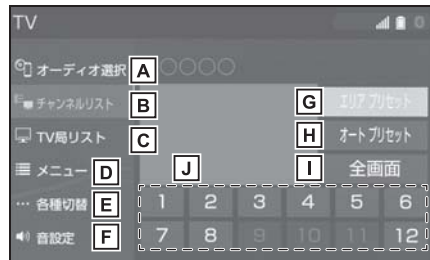 TV
オーディオ選択 A ○○○○
チャンネルリスト B
G エリア プリセット
TV局リスト C
H オート プリセット
メニュー D
J
I 全画面
各種切替 E
1 2 3 4 5 6
音設定 F
7 8 9 10 11 12